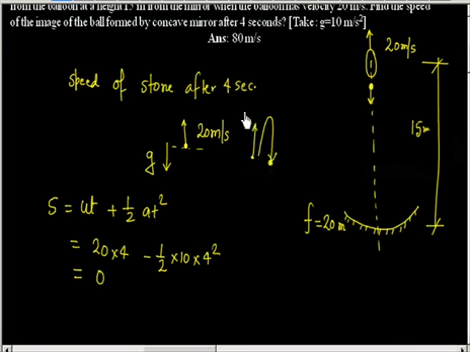 from the balloon at a height 15 m from the mirror when the balloon has velocity 20 m/s. Find the speed
of the image of the ball formed by concave mirror after 4 seconds? [Take: g=10 m/s²]
Ans: 80 m/s
Speed of stone after 4 sec.
20m/s
15m
20m/s
g
f=20m
S = ut + 1/2 at²
= 20×4 - 1/2×10×4²
= 0